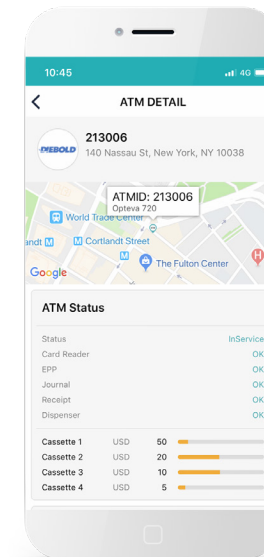 10:45 4G
ATM DETAIL
DIEBOLD
213006
140 Nassau St, New York, NY 10038
ATMID: 213006
Opteva 720
World Trade Center
andt M
M Cortlandt Street
M
The Fulton Center
H
Google
ATM Status
Status InService
Card Reader OK
EPP OK
Journal OK
Receipt OK
Dispenser OK
Cassette 1 USD 50
Cassette 2 USD 20
Cassette 3 USD 10
Cassette 4 USD 5